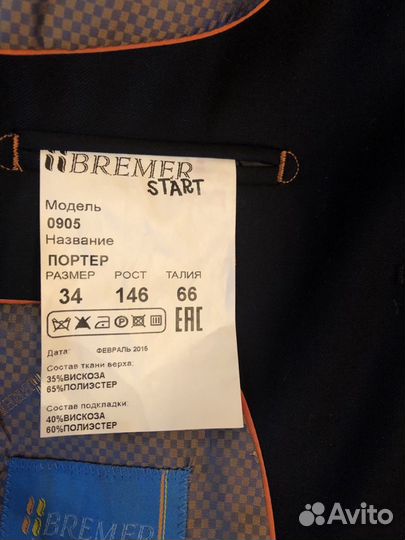 BREMER
START
Модель
0905
Название
ПОРТЕР
РАЗМЕР РОСТ ТАЛИЯ
34 146 66
EAC
Дата: ФЕВРАЛЬ 2016
Состав ткани верха:
35%ВИСКОЗА
65%ПОЛИЭСТЕР
Состав подкладки:
40%ВИСКОЗА
60%ПОЛИЭСТЕР
BREMER
Avito